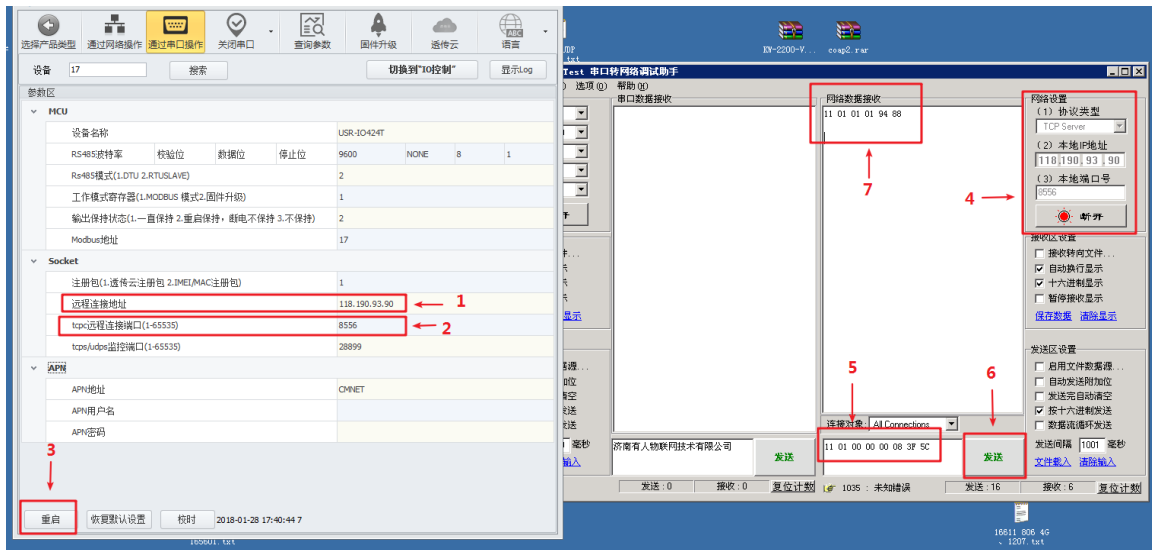 选择产品类型 通过网络操作 通过串口操作 关闭串口 查询参数 固件升级 透传云 语言
设备 17 搜索 切换到"IO控制" 显示Log
参数区
MCU
设备名称 USR-IO424T
RS485波特率 校验位 数据位 停止位 9600 NONE 8 1
Rs485模式(1.DTU 2.RTUSLAVE) 2
工作模式寄存器(1.MODBUS 模式2.固件升级) 1
输出保持状态(1.一直保持 2.重启保持，断电不保持 3.不保持) 2
Modbus地址 17
Socket
注册包(1.透传云注册包 2.IMEI/MAC注册包) 1
远程连接地址 118.190.93.90 1
tcpc远程连接端口(1-65535) 8556 2
tcps/udps监控端口(1-65535) 28899
APN
APN地址 CMNET
APN用户名
APN密码
3
重启 恢复默认设置 校时 2018-01-28 17:40:44 7
165601.txt
/DP
txt
KW-2200-V... coap2.rar
Test 串口转网络调试助手
选项(O) 帮助(H)
串口数据接收
网络数据接收
11 01 01 01 01 94 88
7
网络设置
(1) 协议类型
TCP Server
(2) 本地IP地址
118.190.93.90
(3) 本地端口号
8556
断开
4
接收区设置
接收转向文件...
自动换行显示
十六进制显示
暂停接收显示
保存数据 清除显示
发送区设置
启用文件数据源...
自动发送附加位
发送完自动清空
按十六进制发送
数据流循环发送
发送间隔 1001 毫秒
文件载入 清除输入
5
6
连接对象: All Connections
济南有人物联网技术有限公司 发送
11 01 00 00 00 08 3F 5C 发送
发送:0 接收:0 复位计数
1035 : 未知错误 发送:16 接收:6 复位计数
16611 806 4G
、1207.txt